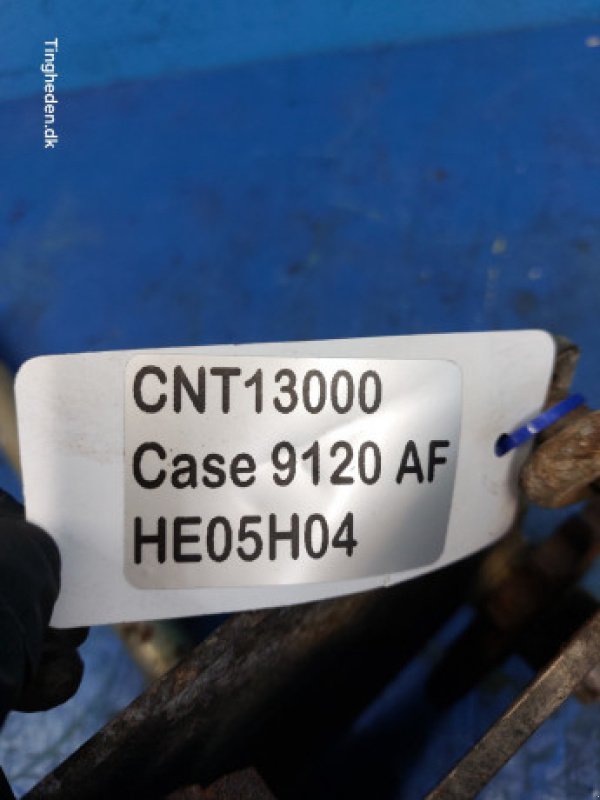 Tingheden.dk
CNT13000
Case 9120 AF
HE05H04